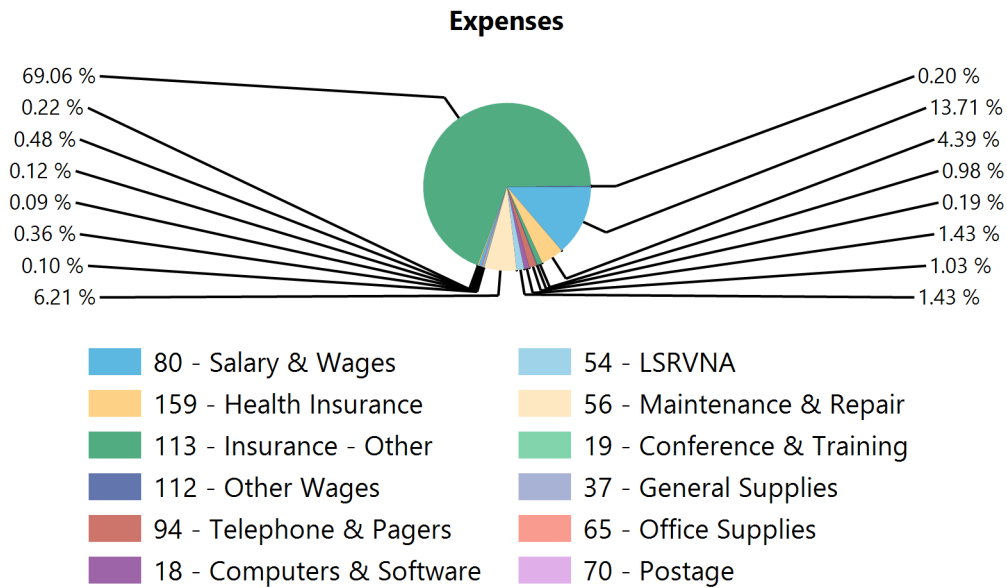 Expenses
69.06 %
0.22 %
0.48 %
0.12 %
0.09 %
0.36 %
0.10 %
6.21 %
0.20 %
13.71 %
4.39 %
0.98 %
0.19 %
1.43 %
1.03 %
1.43 %
80 - Salary & Wages
159 - Health Insurance
113 - Insurance - Other
112 - Other Wages
94 - Telephone & Pagers
18 - Computers & Software
54 - LSRVNA
56 - Maintenance & Repair
19 - Conference & Training
37 - General Supplies
65 - Office Supplies
70 - Postage